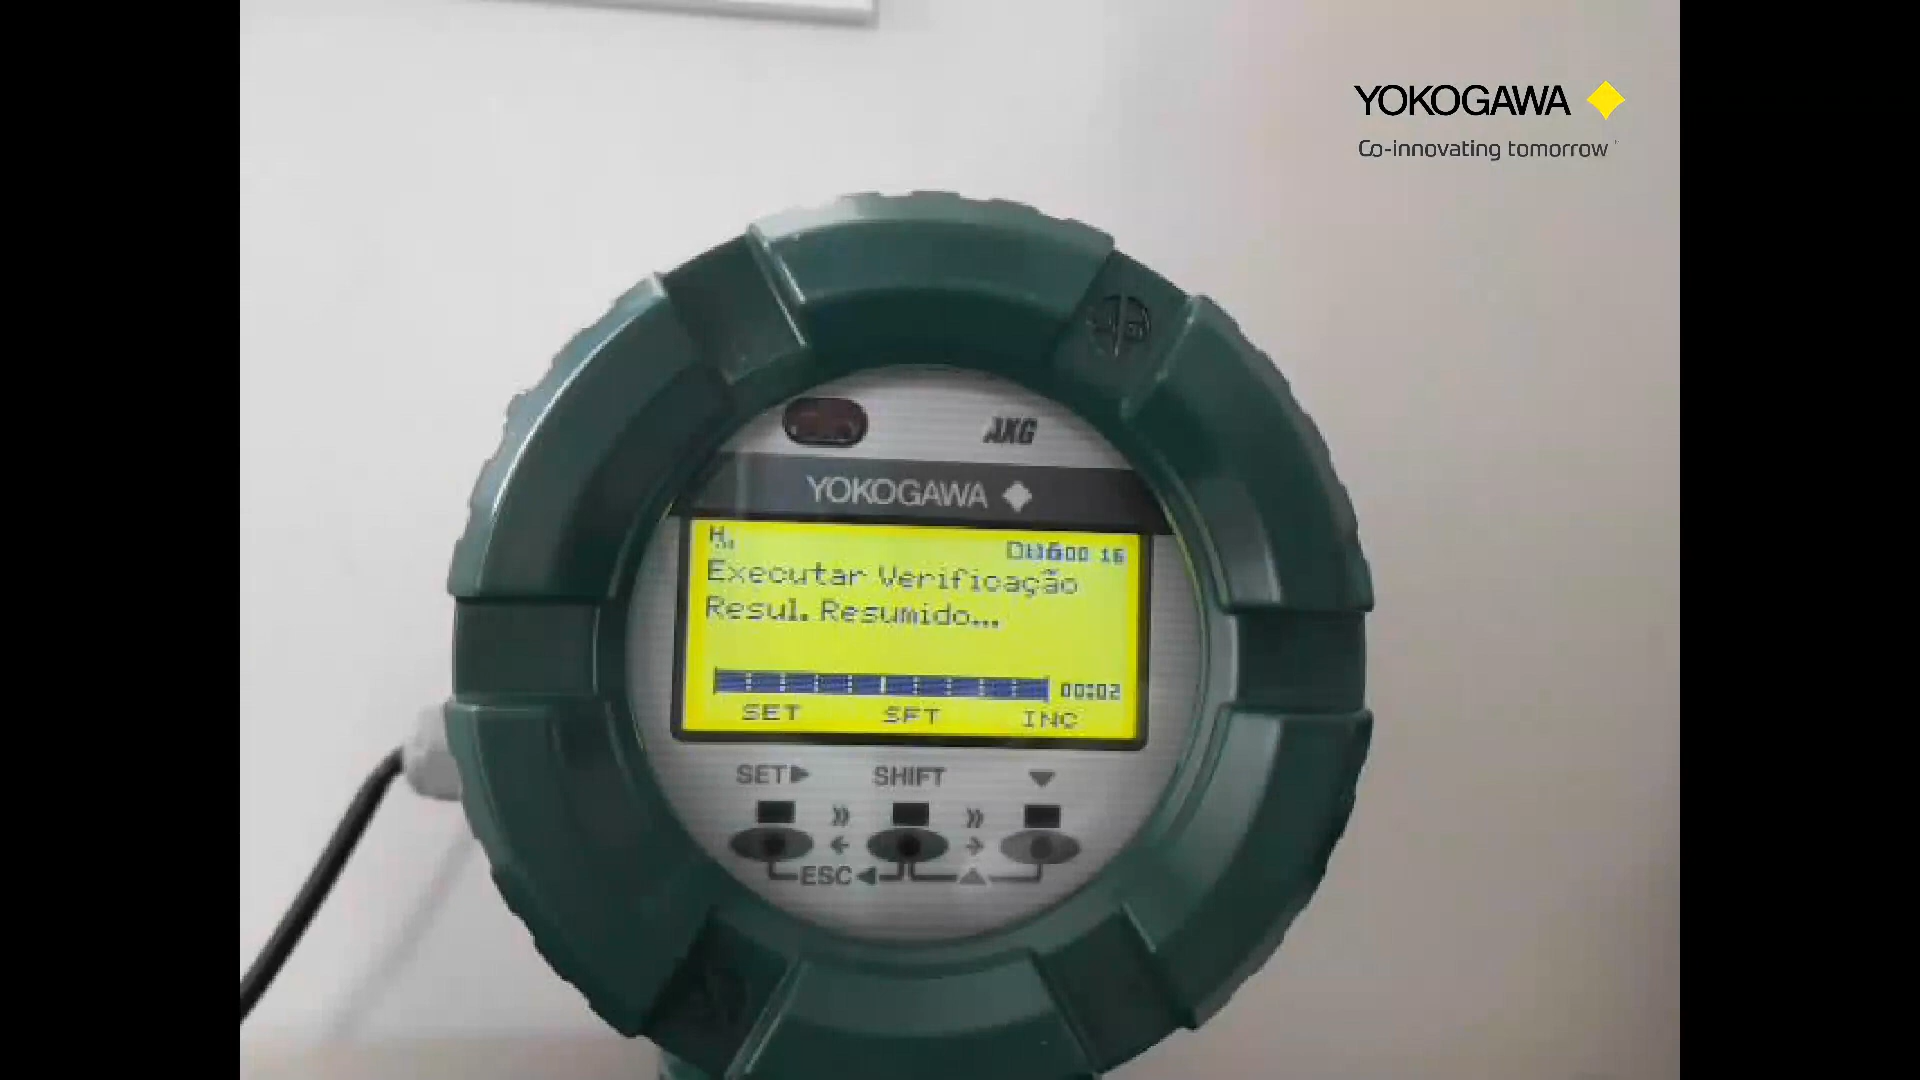 YOKOGAWA
Co-innovating tomorrow
AXG
YOKOGAWA
Executar Verificação
Resul. Resumido...
00:02
SET SFT INC
SET SHIFT
ESC